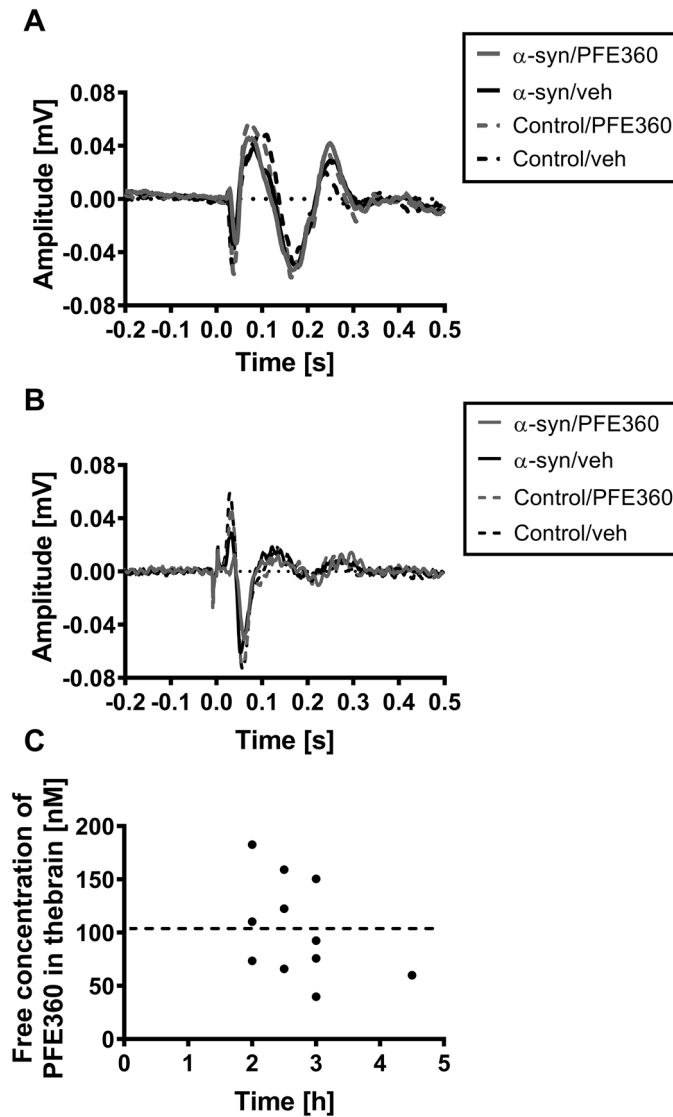 A
α-syn/PFE360
α-syn/veh
Control/PFE360
Control/veh
Amplitude [mV]
0.08
0.04
0.00
-0.04
-0.08
-0.2 -0.1 0.0 0.1 0.2 0.3 0.4 0.5
Time [s]
B
α-syn/PFE360
α-syn/veh
Control/PFE360
Control/veh
Amplitude [mV]
0.08
0.04
0.00
-0.04
-0.08
-0.2 -0.1 0.0 0.1 0.2 0.3 0.4 0.5
Time [s]
C
Free concentration of
PFE360 in thebrain [nM]
200
150
100
50
0
0 1 2 3 4 5
Time [h]